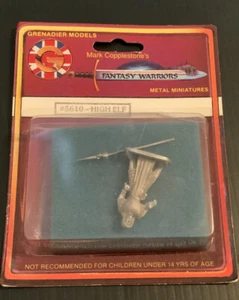 GRENADIER MODELS
Mark Copplestone's
FANTASY WARRIORS
METAL MINIATURES
#5610-HIGH ELF
NOT RECOMMENDED FOR CHILDREN UNDER 14 YRS OF AGE